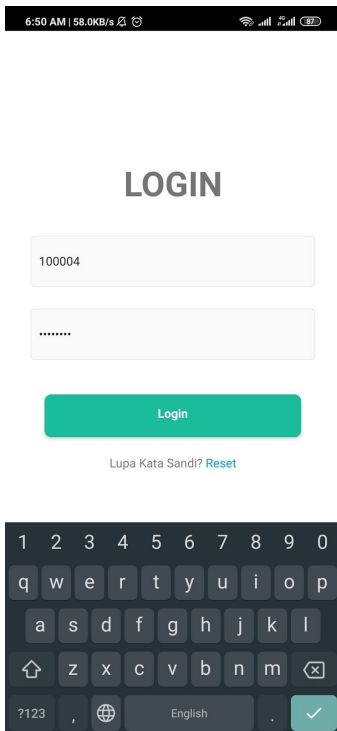 6:50 AM | 58.0KB/s 4G 87
LOGIN
100004
••••••••
Login
Lupa Kata Sandi? Reset
1 2 3 4 5 6 7 8 9 0
q w e r t y u i o p
a s d f g h j k l
z x c v b n m
?123 , English .